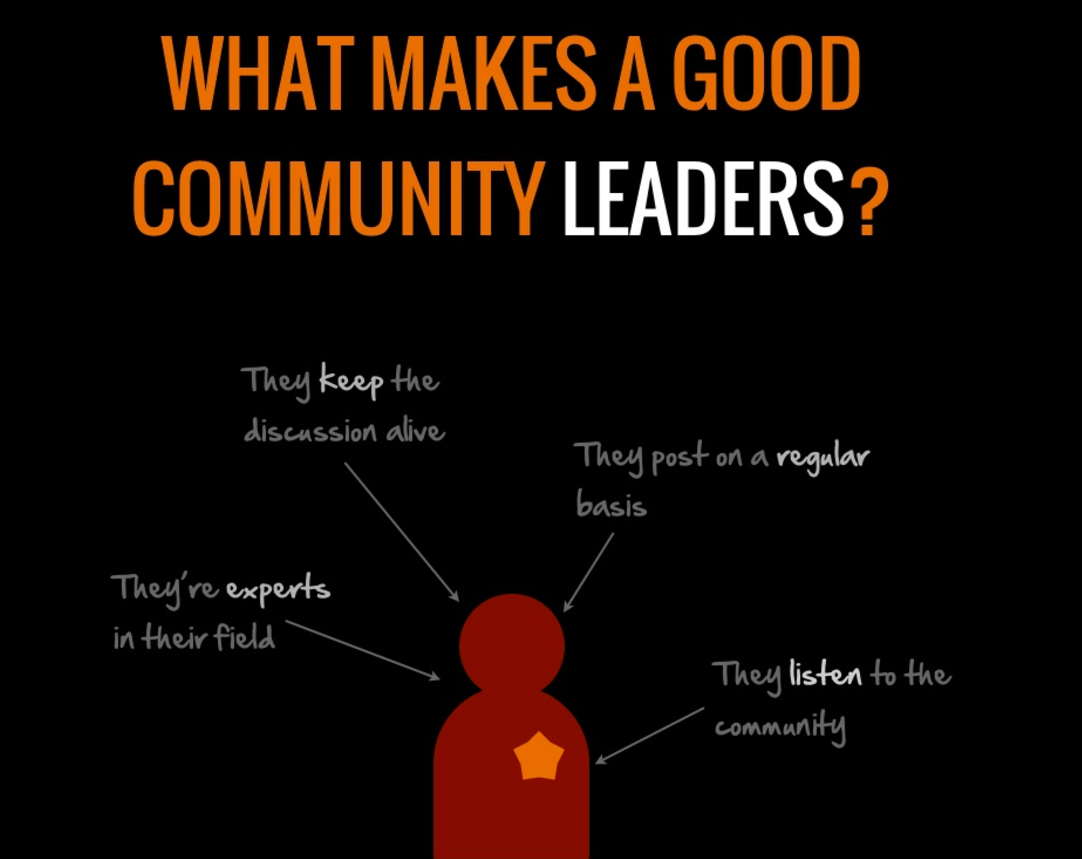 WHAT MAKES A GOOD
COMMUNITY LEADERS?
They keep the
discussion alive
They post on a regular
basis
They're experts
in their field
They listen to the
community